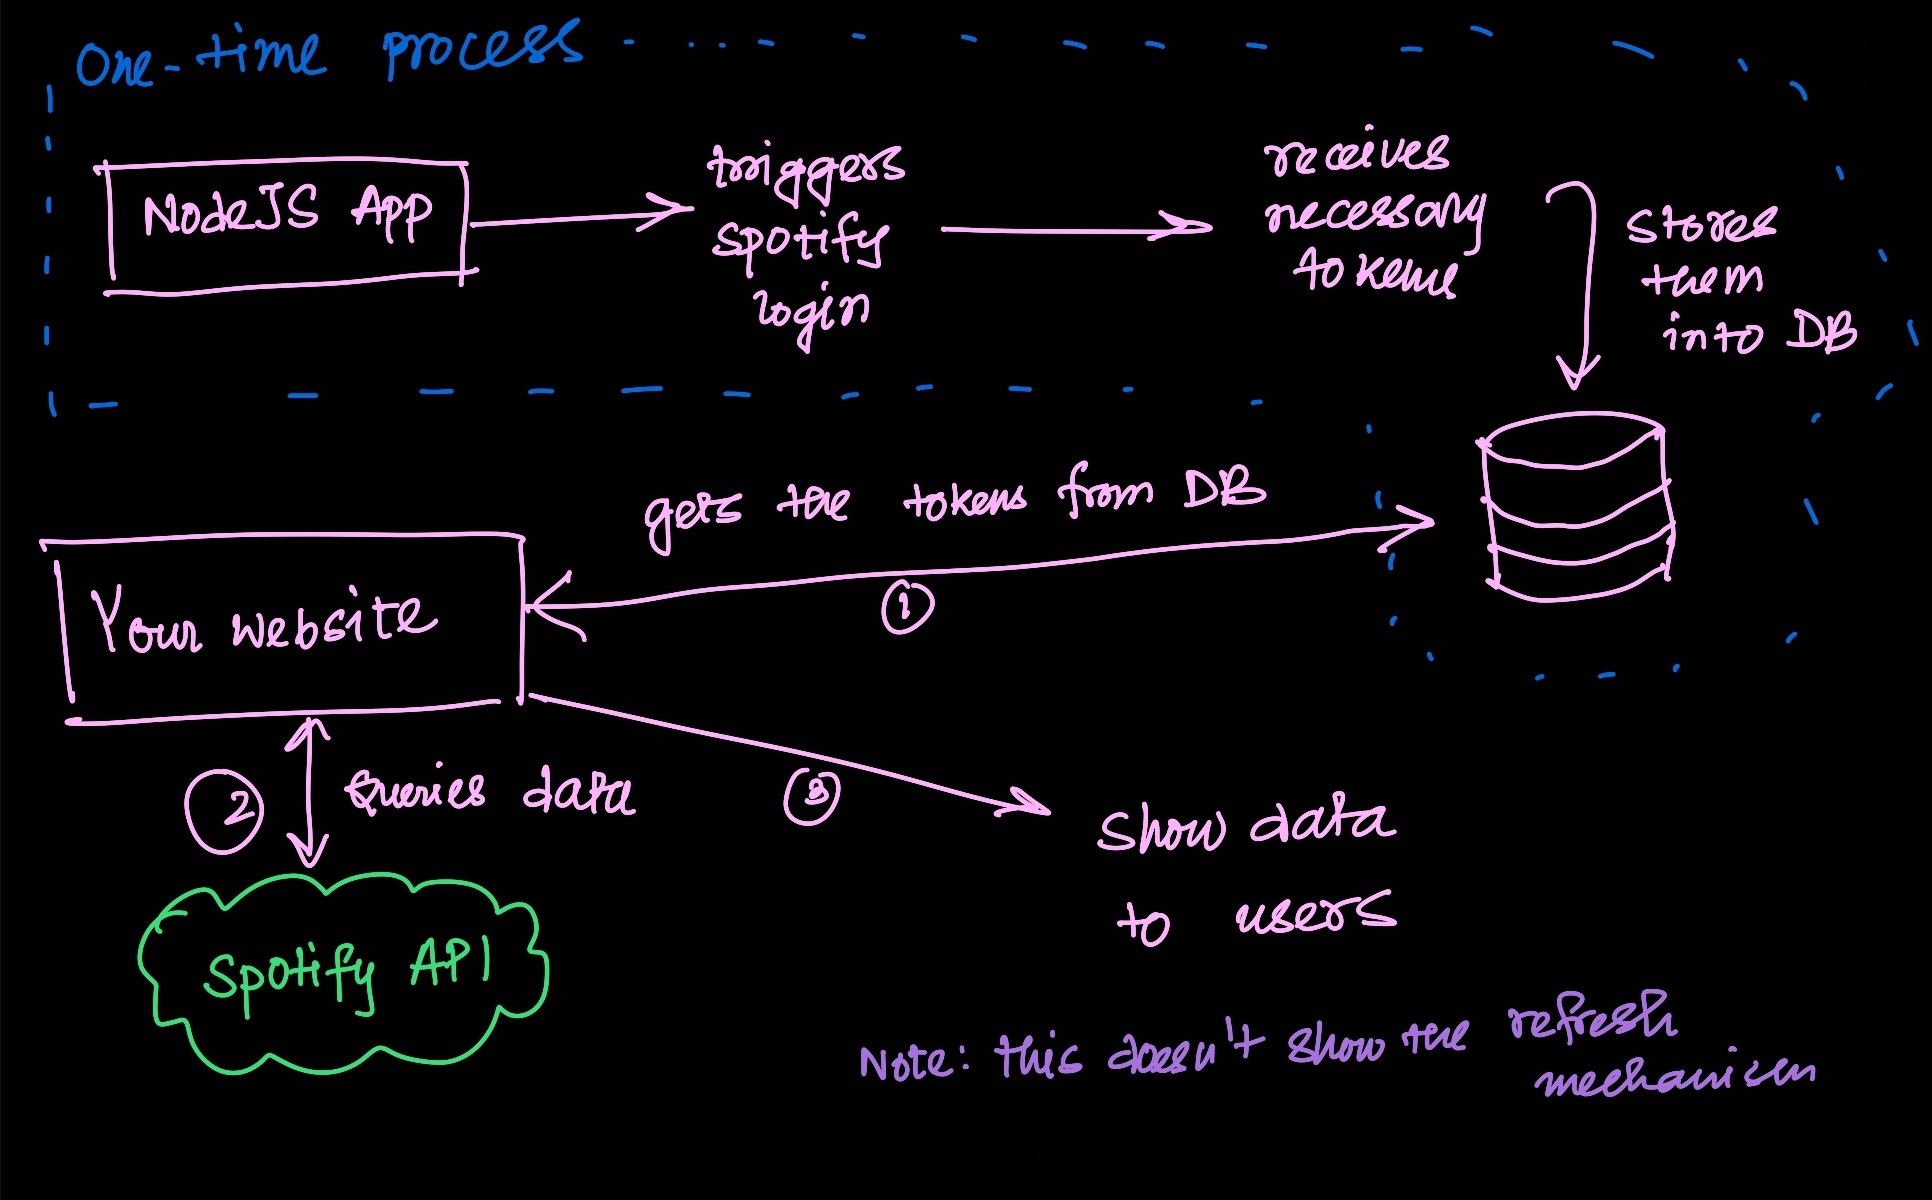 One-time process
NodeJS App
triggers
spotify
login
receives
necessary
tokens
stores
them
into DB
gets the tokens from DB
1
Your website
2
Queries data
3
show data
to users
Spotify API
Note: this doesn't show the refresh
mechanism